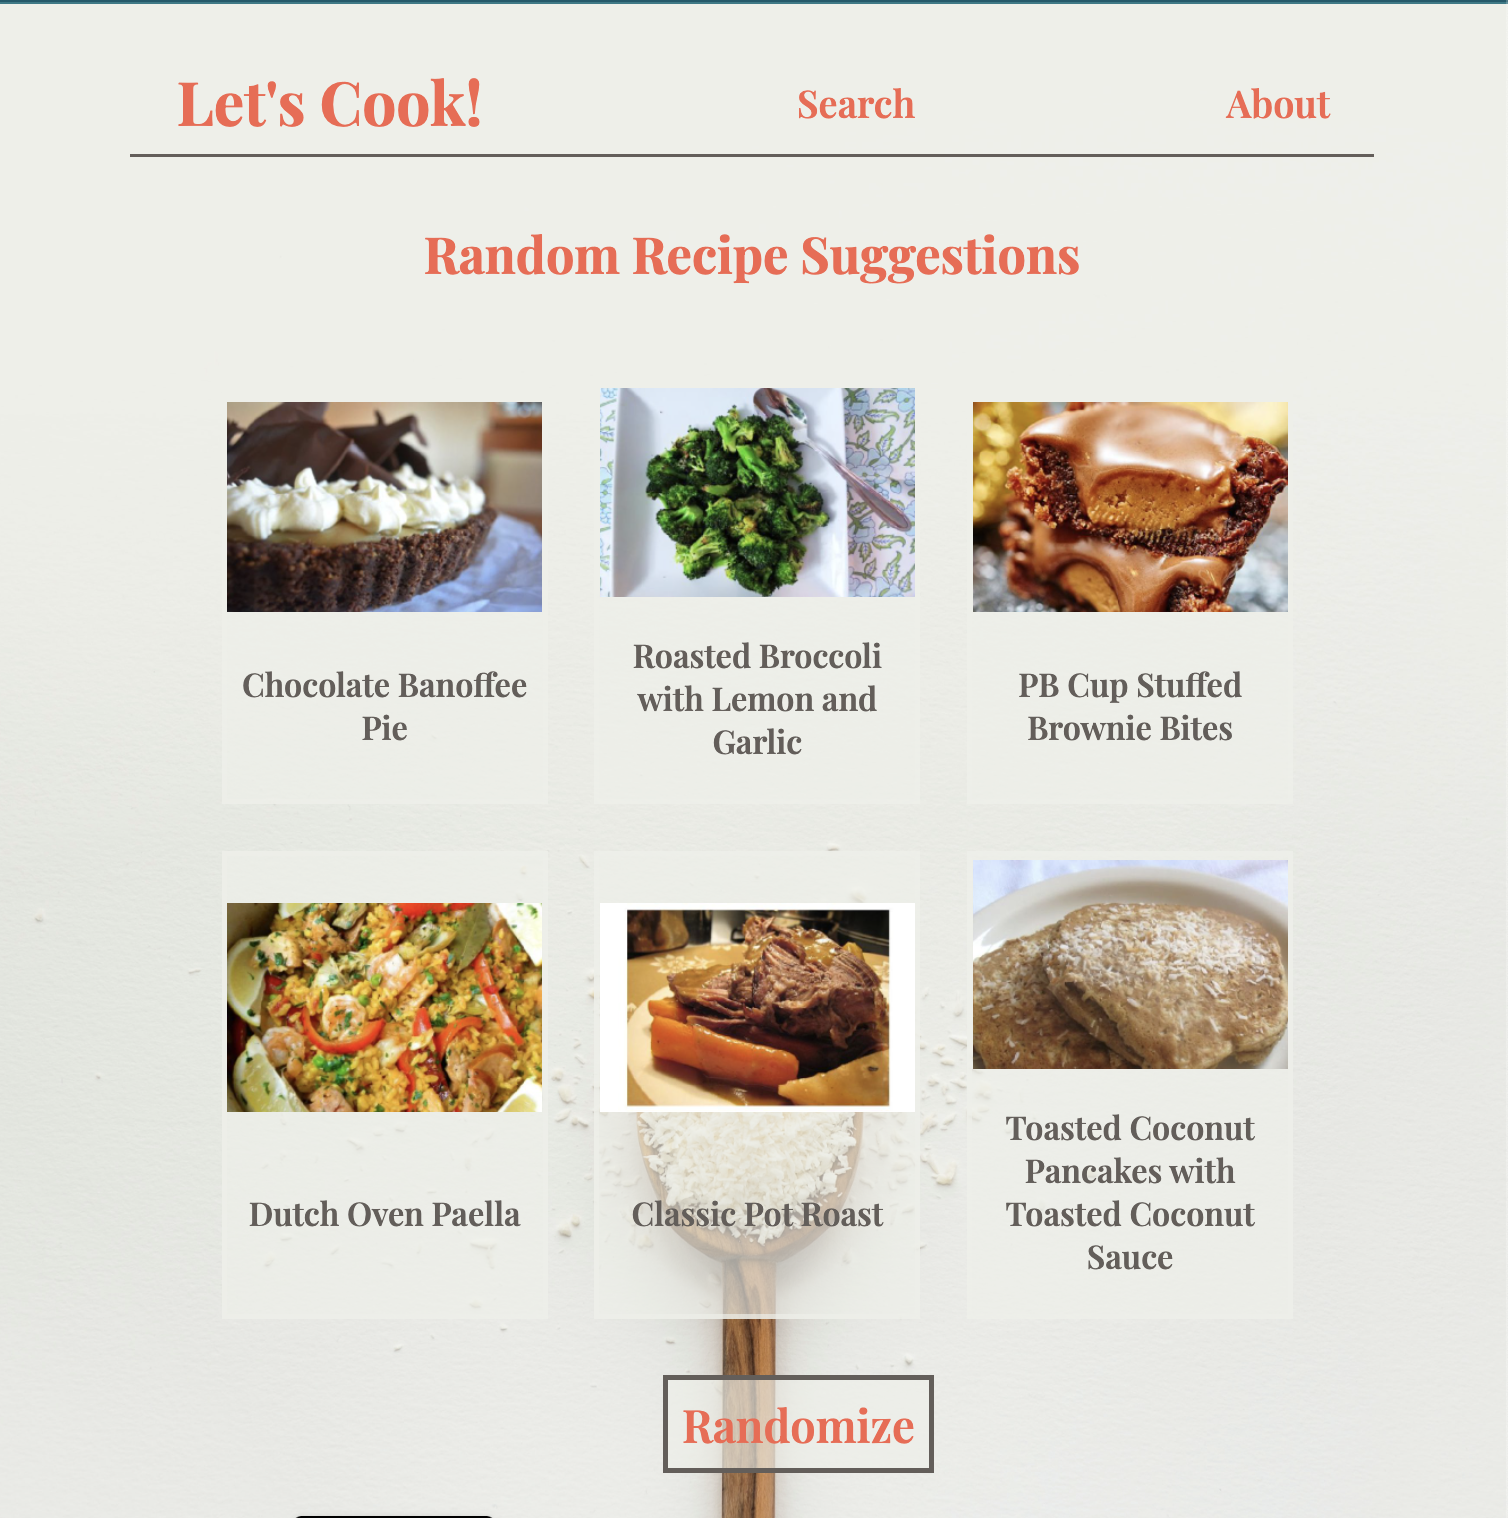 Let's Cook!
Search
About
Random Recipe Suggestions
Chocolate Banoffee
Pie
Roasted Broccoli
with Lemon and
Garlic
PB Cup Stuffed
Brownie Bites
Dutch Oven Paella
Classic Pot Roast
Toasted Coconut
Pancakes with
Toasted Coconut
Sauce
Randomize